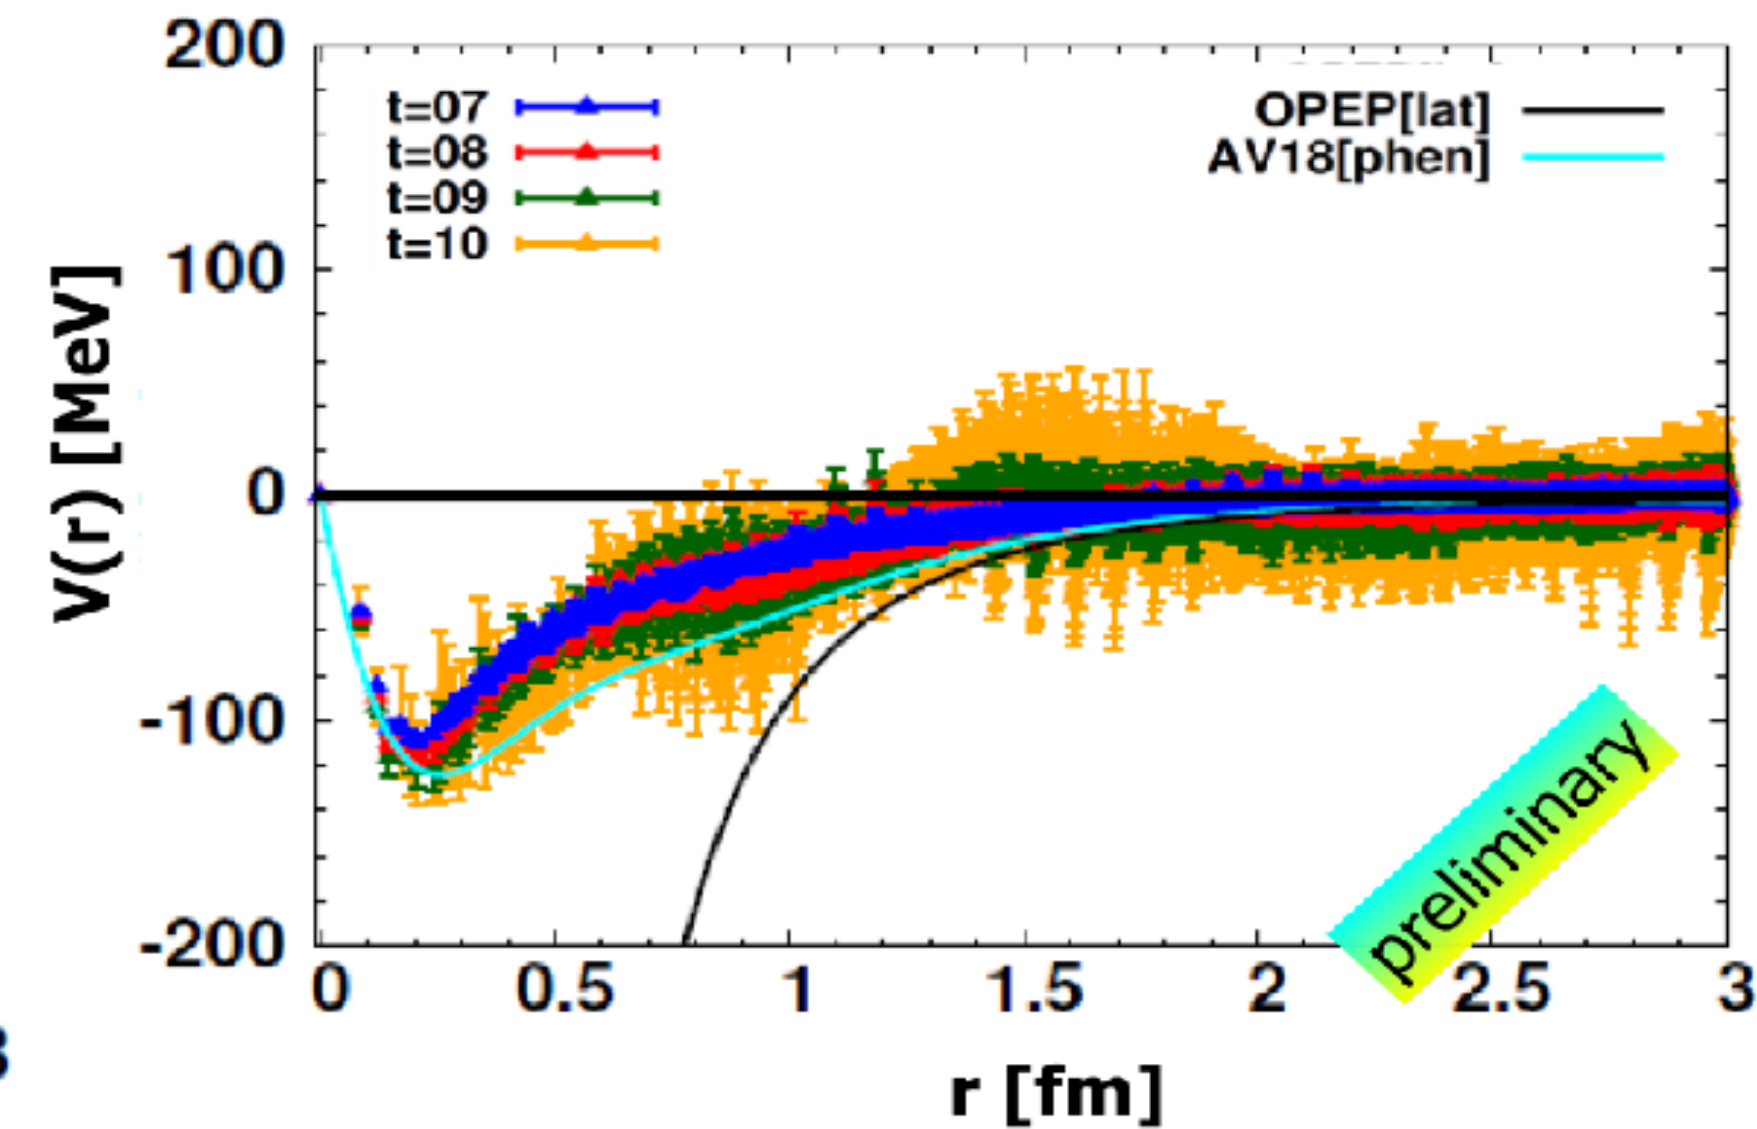 200
100
0
-100
-200
V(r) [MeV]
t=07
t=08
t=09
t=10
OPEP[lat]
AV18[phen]
preliminary
0 0.5 1 1.5 2 2.5 3
r [fm]